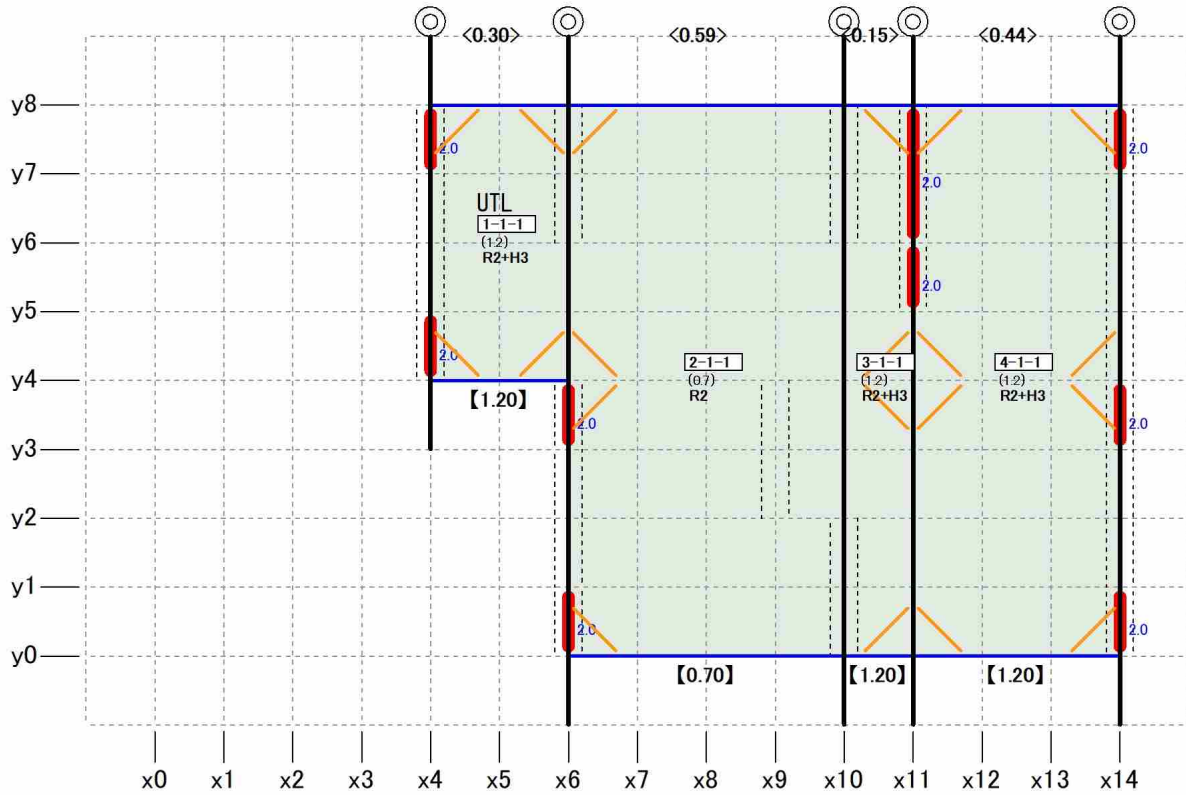 <0.30> <0.59> <0.15> <0.44>
y8
2.0 2.0
y7
2.0
UTL
1-1-1
y6
(1.2)
R2+H3
2.0
y5
2.0
2-1-1 3-1-1 4-1-1
y4
(0.7) (1.2) (1.2)
R2 R2+H3 R2+H3
【1.20】
2.0 2.0
y3
y2
y1
2.0 2.0
y0
【0.70】 【1.20】 【1.20】
x0 x1 x2 x3 x4 x5 x6 x7 x8 x9 x10 x11 x12 x13 x14